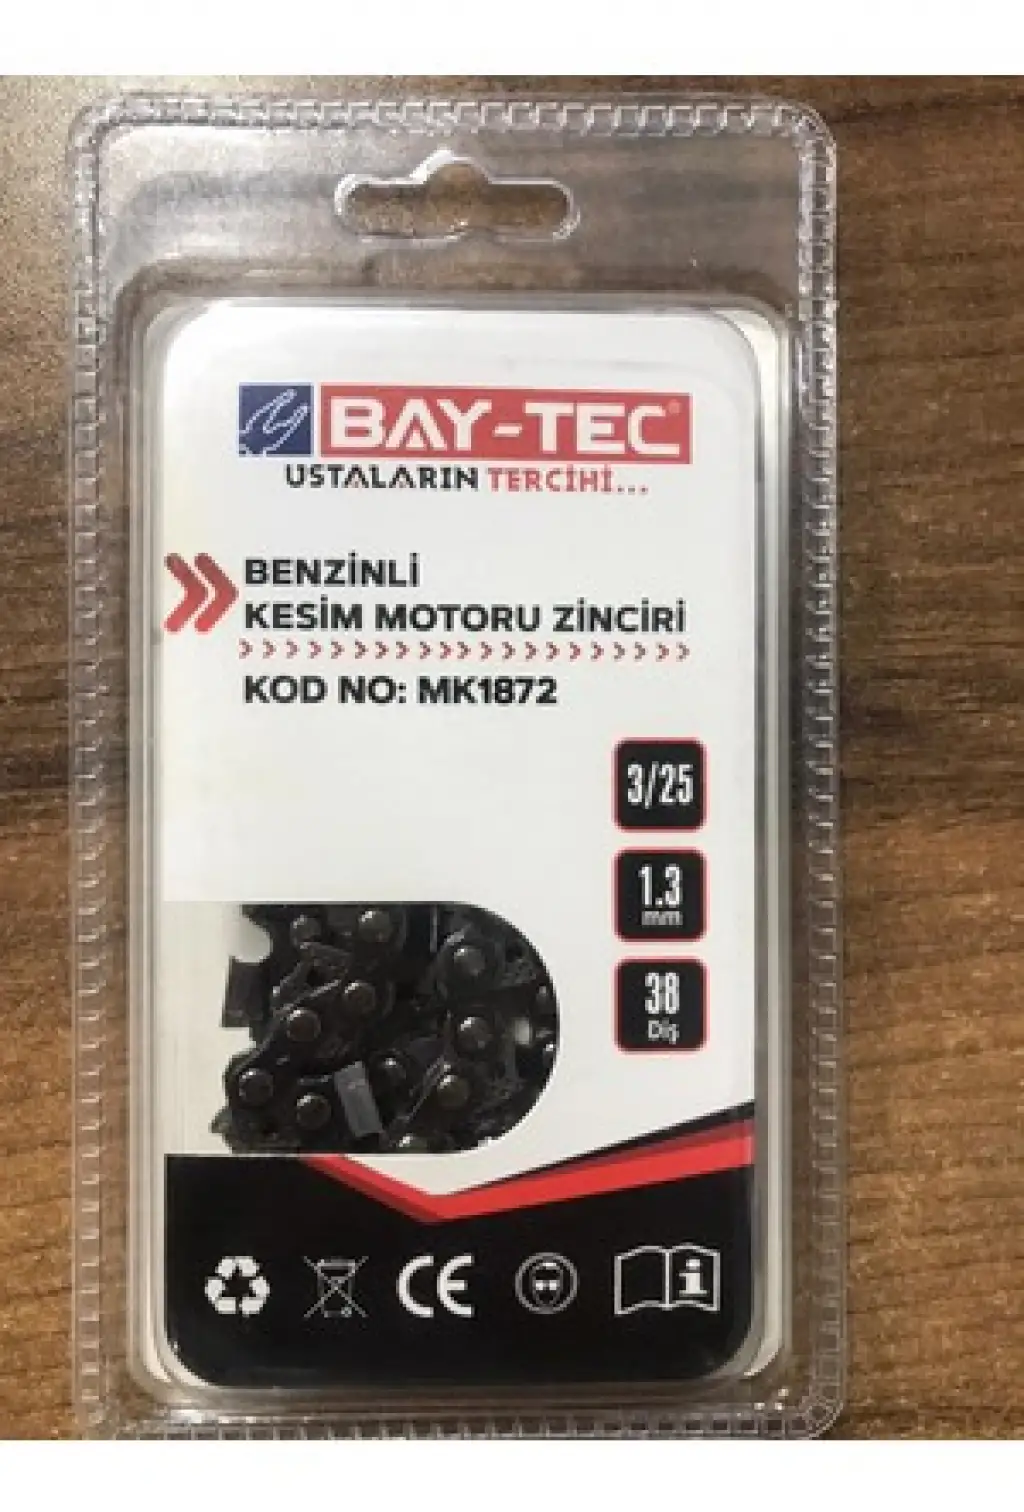 BAY-TEC®
USTALARIN TERCİHİ...
BENZİNLİ
KESİM MOTORU ZİNCİRİ
KOD NO: MK1872
3/25
1.3
mm
38
Diş
CE